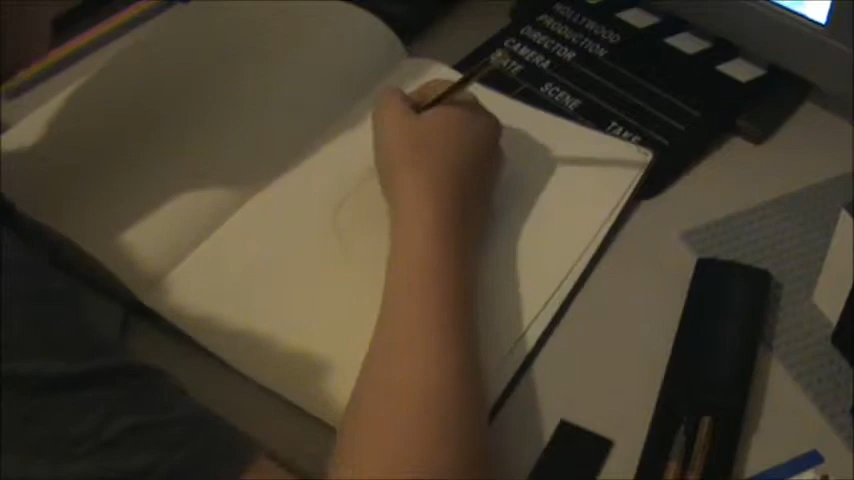 HOLLYWOOD
PRODUCTION
DIRECTOR
CAMERA
DATE SCENE TAKE